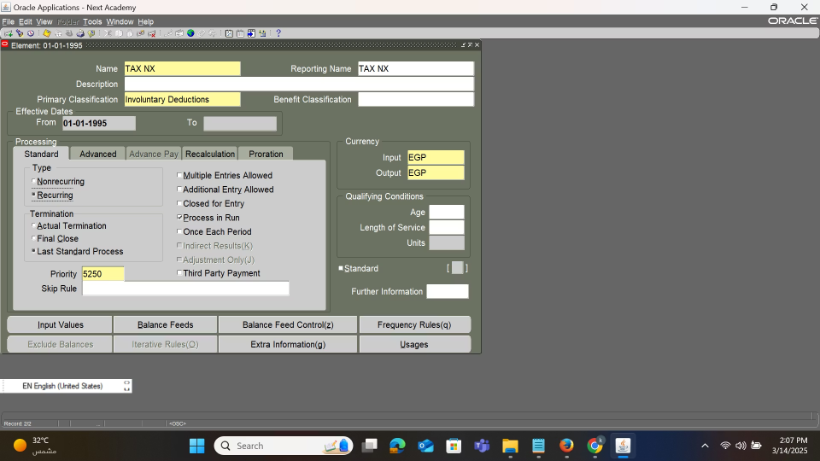 Oracle Applications - Next Academy
File Edit View Folder Tools Window Help
ORACLE
Element: 01-01-1995
Name TAX NX Reporting Name TAX NX
Description
Primary Classification Involuntary Deductions Benefit Classification
Effective Dates
From 01-01-1995 To
Processing
Standard Advanced Advance Pay Recalculation Proration
Type
Nonrecurring
Recurring
Termination
Actual Termination
Final Close
Last Standard Process
Priority 5250
Skip Rule
Multiple Entries Allowed
Additional Entry Allowed
Closed for Entry
Process in Run
Once Each Period
Indirect Results(K)
Adjustment Only(J)
Third Party Payment
Currency
Input EGP
Output EGP
Qualifying Conditions
Age
Length of Service
Units
Standard [ ]
Further Information
Input Values Balance Feeds Balance Feed Control(z) Frequency Rules(q)
Exclude Balances Iterative Rules(O) Extra Information(g) Usages
EN English (United States)
Record: 2/2 ... <OSC>
32°C
مشمس
Search
2:07 PM
3/14/2025